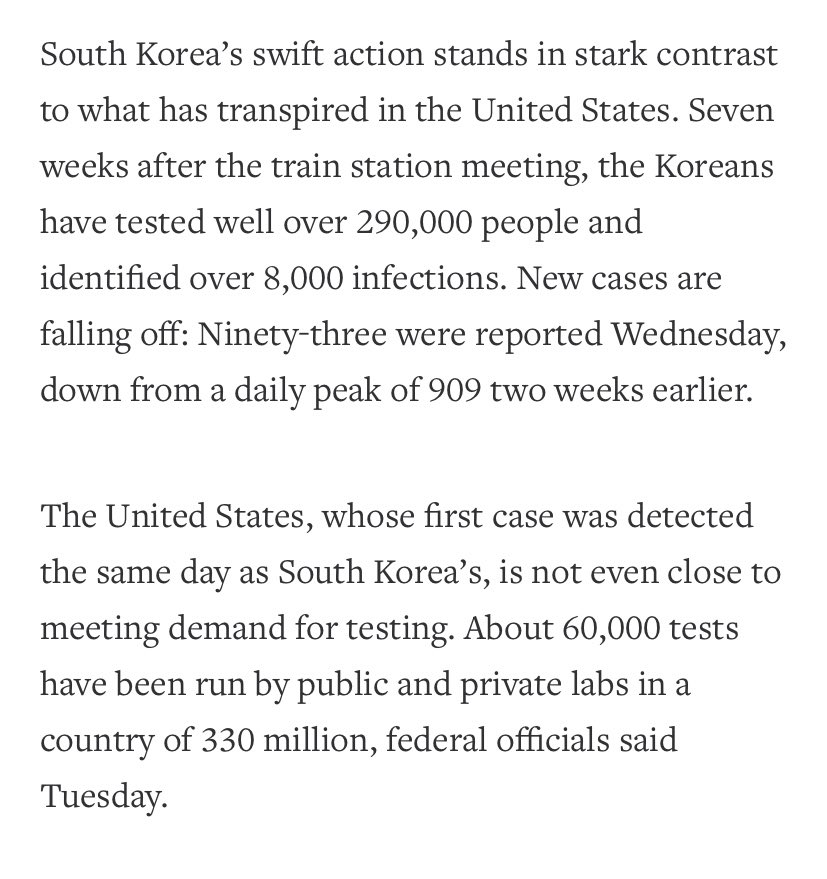 South Korea’s swift action stands in stark contrast
to what has transpired in the United States. Seven
weeks after the train station meeting, the Koreans
have tested well over 290,000 people and
identified over 8,000 infections. New cases are
falling off: Ninety-three were reported Wednesday,
down from a daily peak of 909 two weeks earlier.
The United States, whose first case was detected
the same day as South Korea’s, is not even close to
meeting demand for testing. About 60,000 tests
have been run by public and private labs in a
country of 330 million, federal officials said
Tuesday.